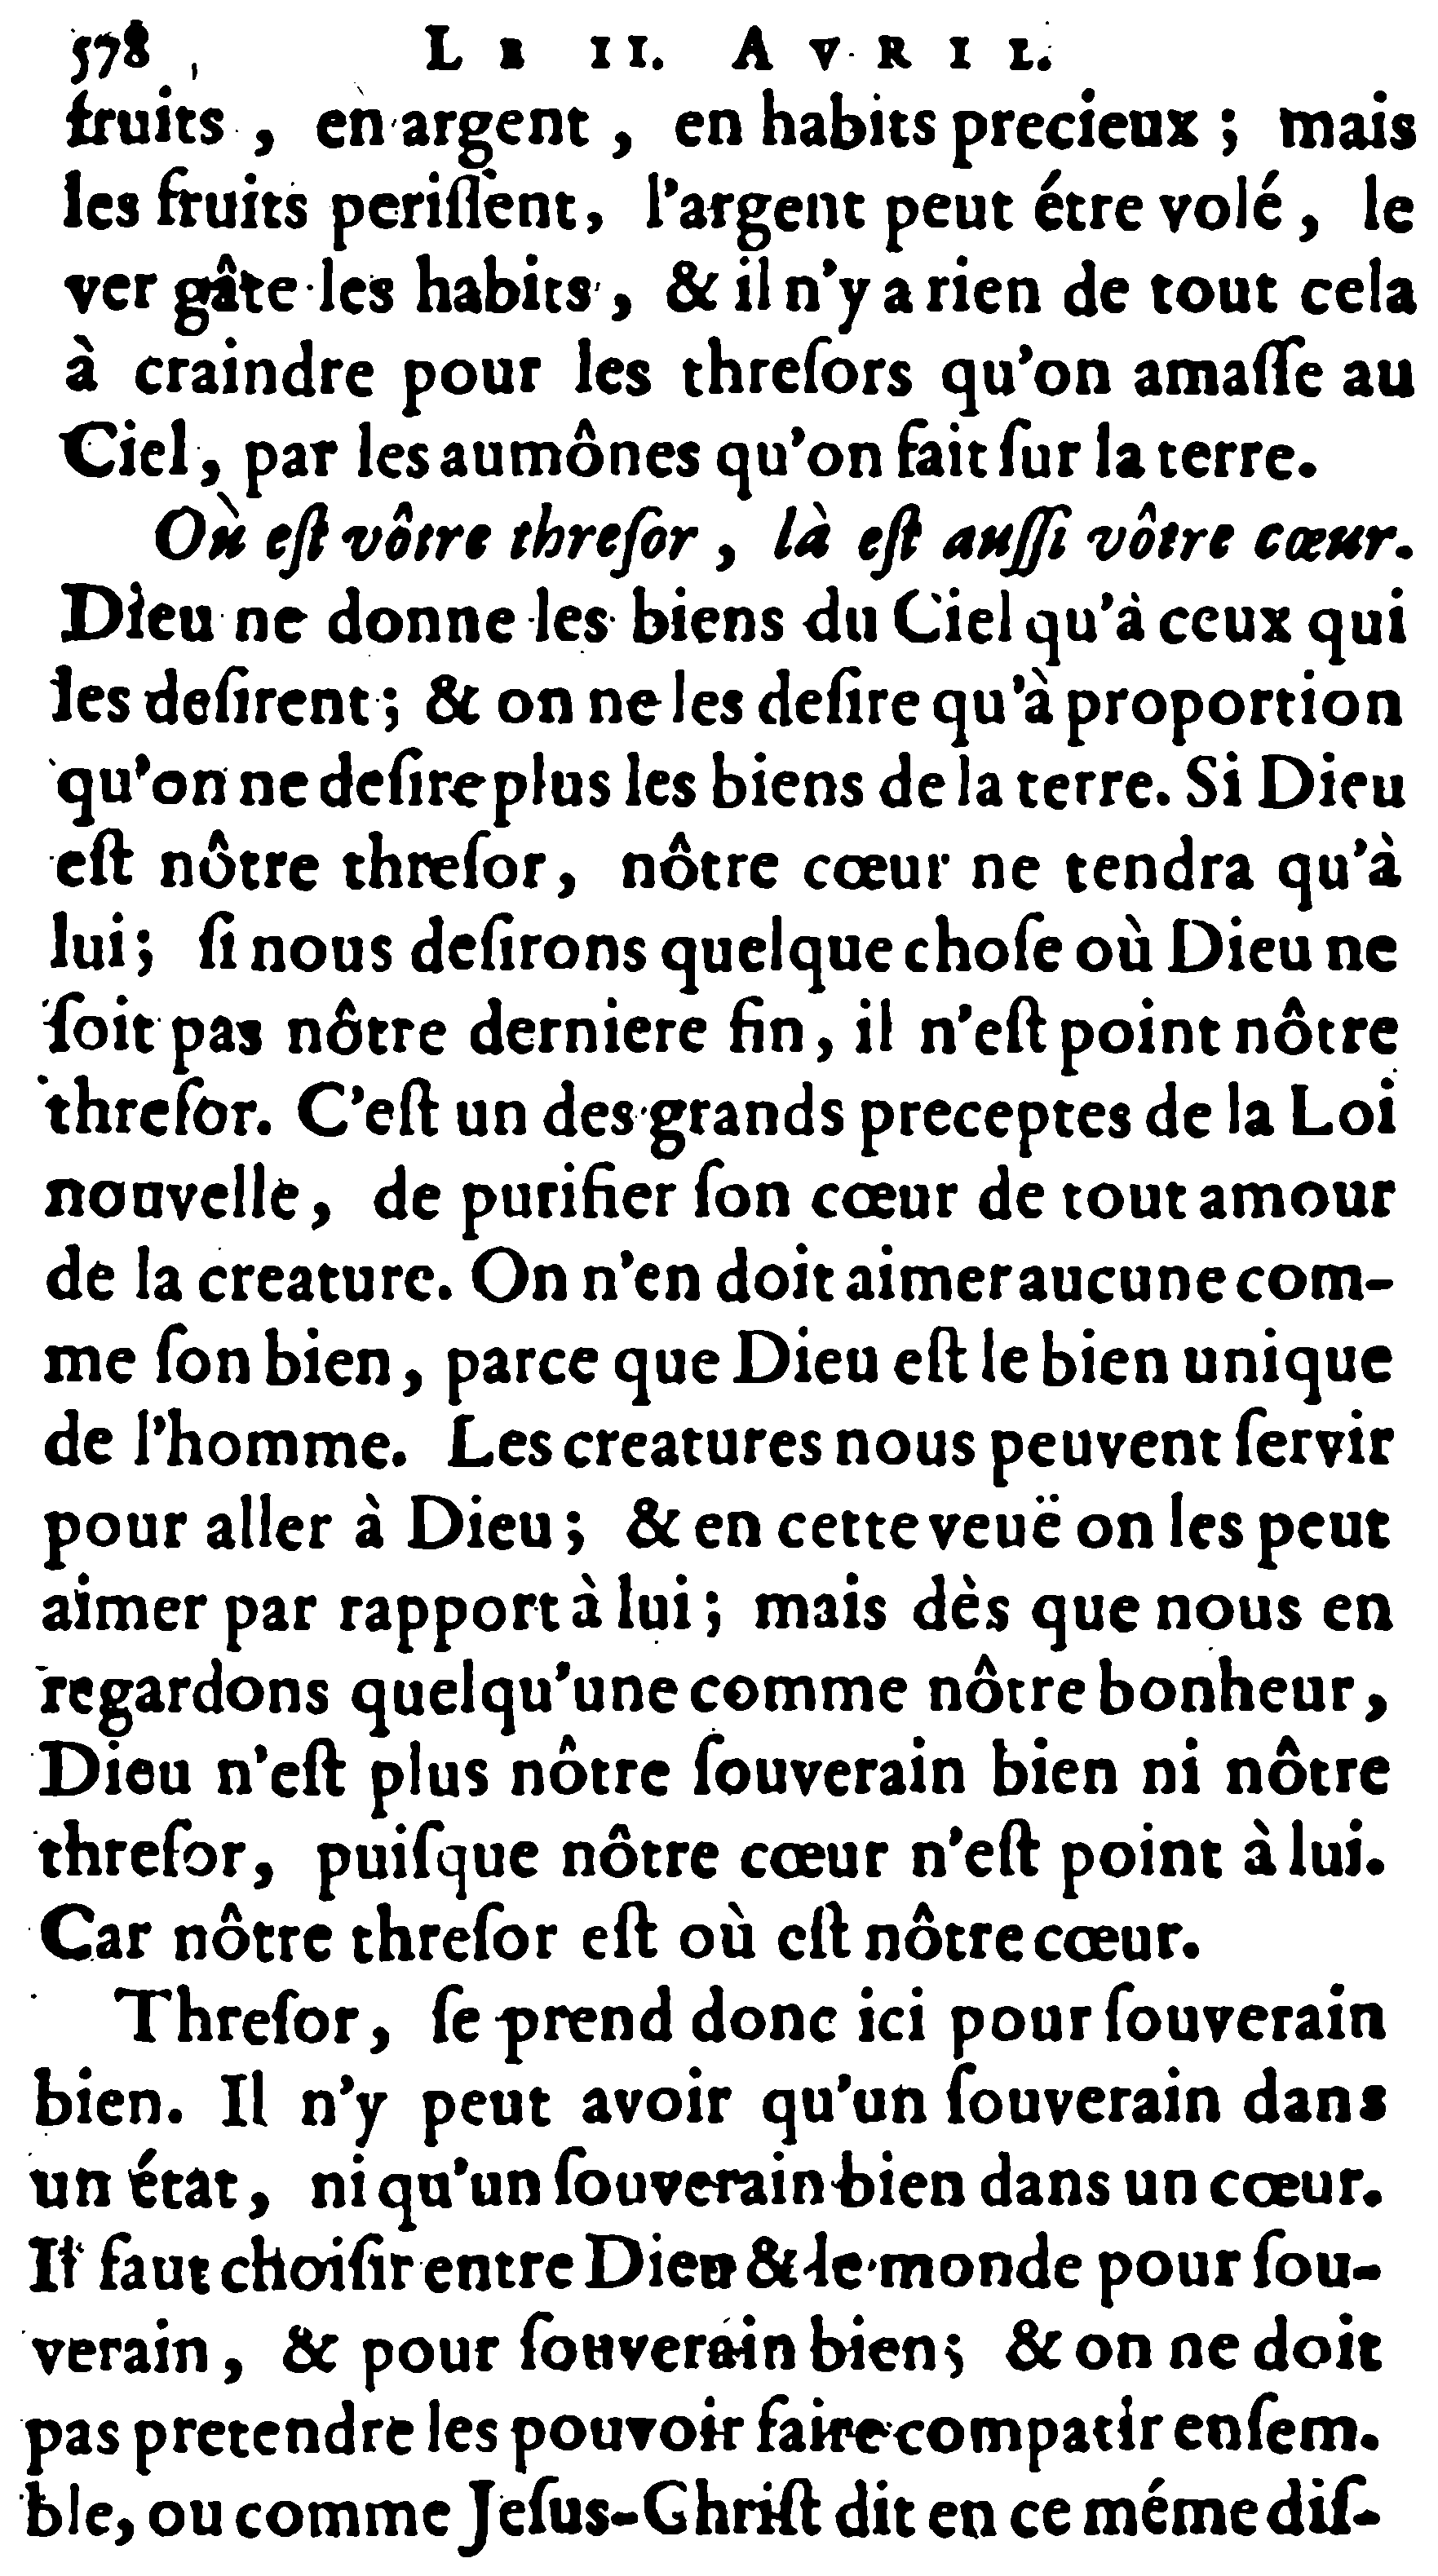 578 LE II. AVRIL.
fruits, en argent, en habits precieux; mais
les fruits periſſent, l'argent peut étre volé, le
ver gâte les habits, & il n'y a rien de tout cela
à craindre pour les threſors qu'on amaſſe au
Ciel, par les aumônes qu'on fait ſur la terre.
Où eſt vôtre threſor, là eſt auſſi vôtre cœur.
Dieu ne donne les biens du Ciel qu'à ceux qui
les deſirent; & on ne les deſire qu'à proportion
qu'on ne deſire plus les biens de la terre. Si Dieu
eſt nôtre threſor, nôtre cœur ne tendra qu'à
lui; ſi nous deſirons quelque choſe où Dieu ne
ſoit pas nôtre derniere fin, il n'eſt point nôtre
threſor. C'eſt un des grands preceptes de la Loi
nouvelle, de purifier ſon cœur de tout amour
de la creature. On n'en doit aimer aucune com-
me ſon bien, parce que Dieu eſt le bien unique
de l'homme. Les creatures nous peuvent ſervir
pour aller à Dieu; & en cette veuë on les peut
aimer par rapport à lui; mais dès que nous en
regardons quelqu'une comme nôtre bonheur,
Dieu n'eſt plus nôtre ſouverain bien ni nôtre
threſor, puiſque nôtre cœur n'eſt point à lui.
Car nôtre threſor eſt où eſt nôtre cœur.
Threſor, ſe prend donc ici pour ſouverain
bien. Il n'y peut avoir qu'un ſouverain dans
un état, ni qu'un ſouverain bien dans un cœur.
Il faut choiſir entre Dieu & le monde pour ſou-
verain, & pour ſouverain bien; & on ne doit
pas pretendre les pouvoir faire compatir enſem-
ble, ou comme Jeſus-Chriſt dit en ce méme diſ-